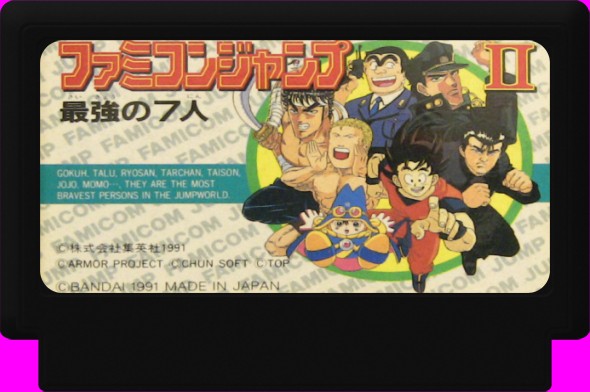 ファミコンジャンプ II
最強の7人
GOKUH, TALU, RYOSAN, TARCHAN, TAISON,
JOJO, MOMO…, THEY ARE THE MOST
BRAVEST PERSONS IN THE JUMPWORLD.
©株式会社集英社1991
©ARMOR PROJECT ©CHUN SOFT ©TOP
©BANDAI 1991 MADE IN JAPAN
FAMICOM JUMP